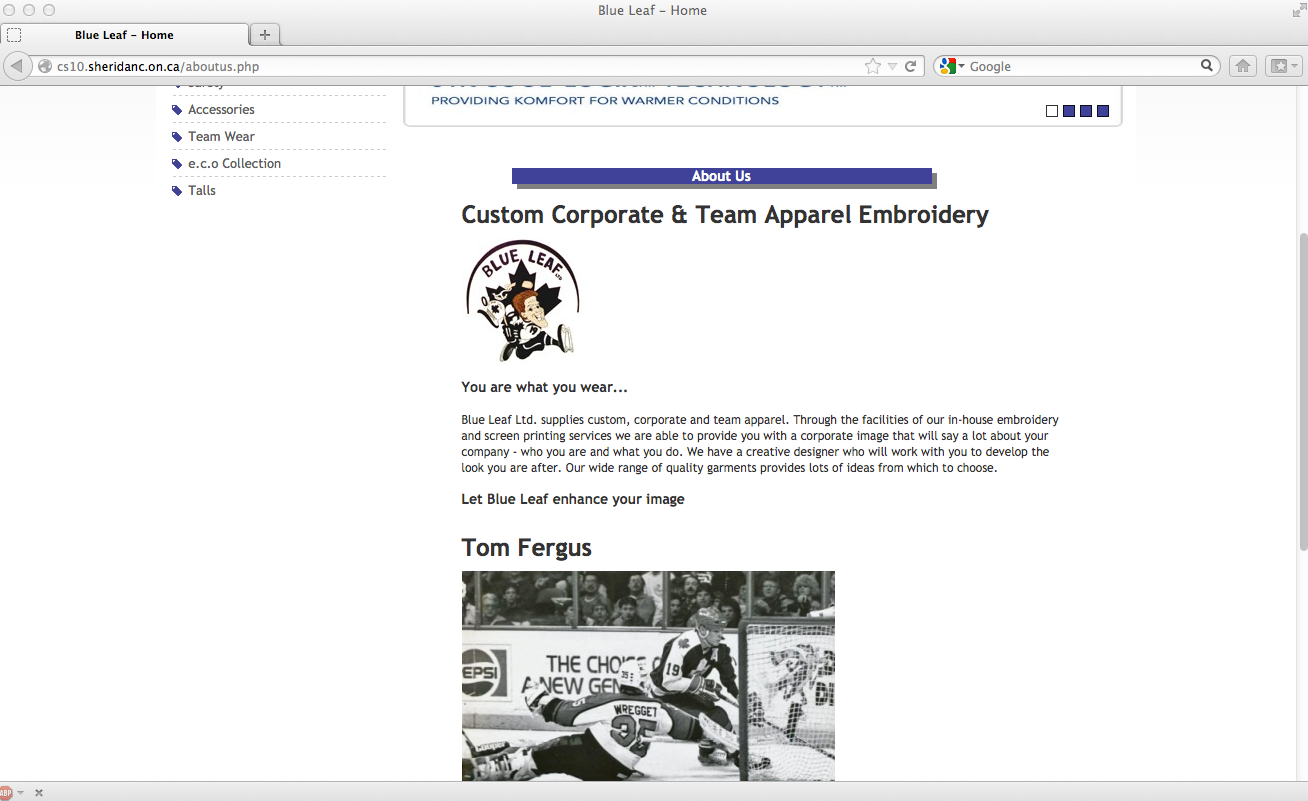 Blue Leaf – Home
Blue Leaf – Home
cs10.sheridanc.on.ca/aboutus.php
Google
Accessories
Team Wear
e.c.o Collection
Talls
PROVIDING KOMFORT FOR WARMER CONDITIONS
About Us
Custom Corporate & Team Apparel Embroidery
BLUE LEAF LTD
You are what you wear...
Blue Leaf Ltd. supplies custom, corporate and team apparel. Through the facilities of our in-house embroidery
and screen printing services we are able to provide you with a corporate image that will say a lot about your
company - who you are and what you do. We have a creative designer who will work with you to develop the
look you are after. Our wide range of quality garments provides lots of ideas from which to choose.
Let Blue Leaf enhance your image
Tom Fergus
EPSI
THE CHOIC
A NEW GEN
19
35
WREGGET
35
Cooper
ABP